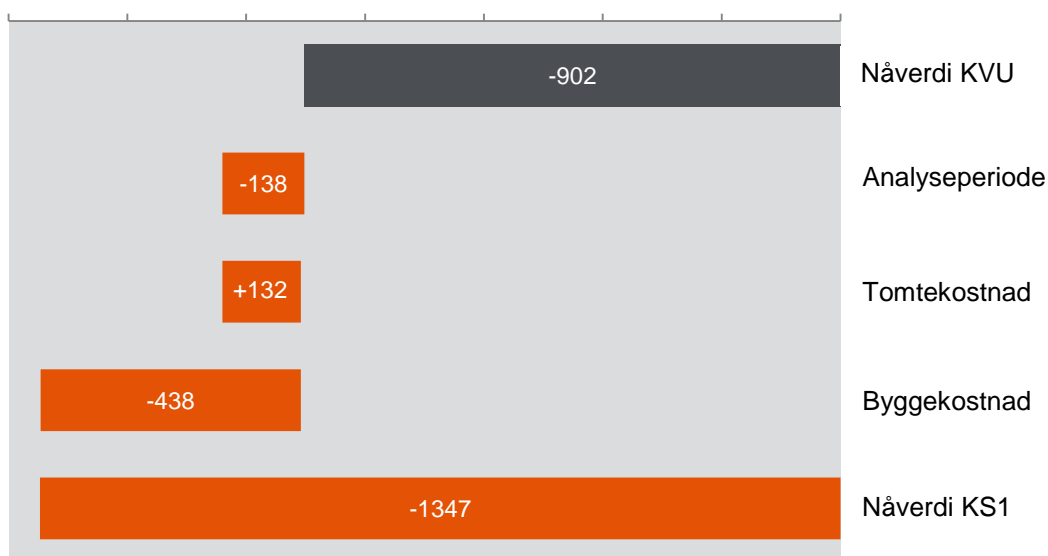 -902 Nåverdi KVU
-138 Analyseperiode
+132 Tomtekostnad
-438 Byggekostnad
-1347 Nåverdi KS1